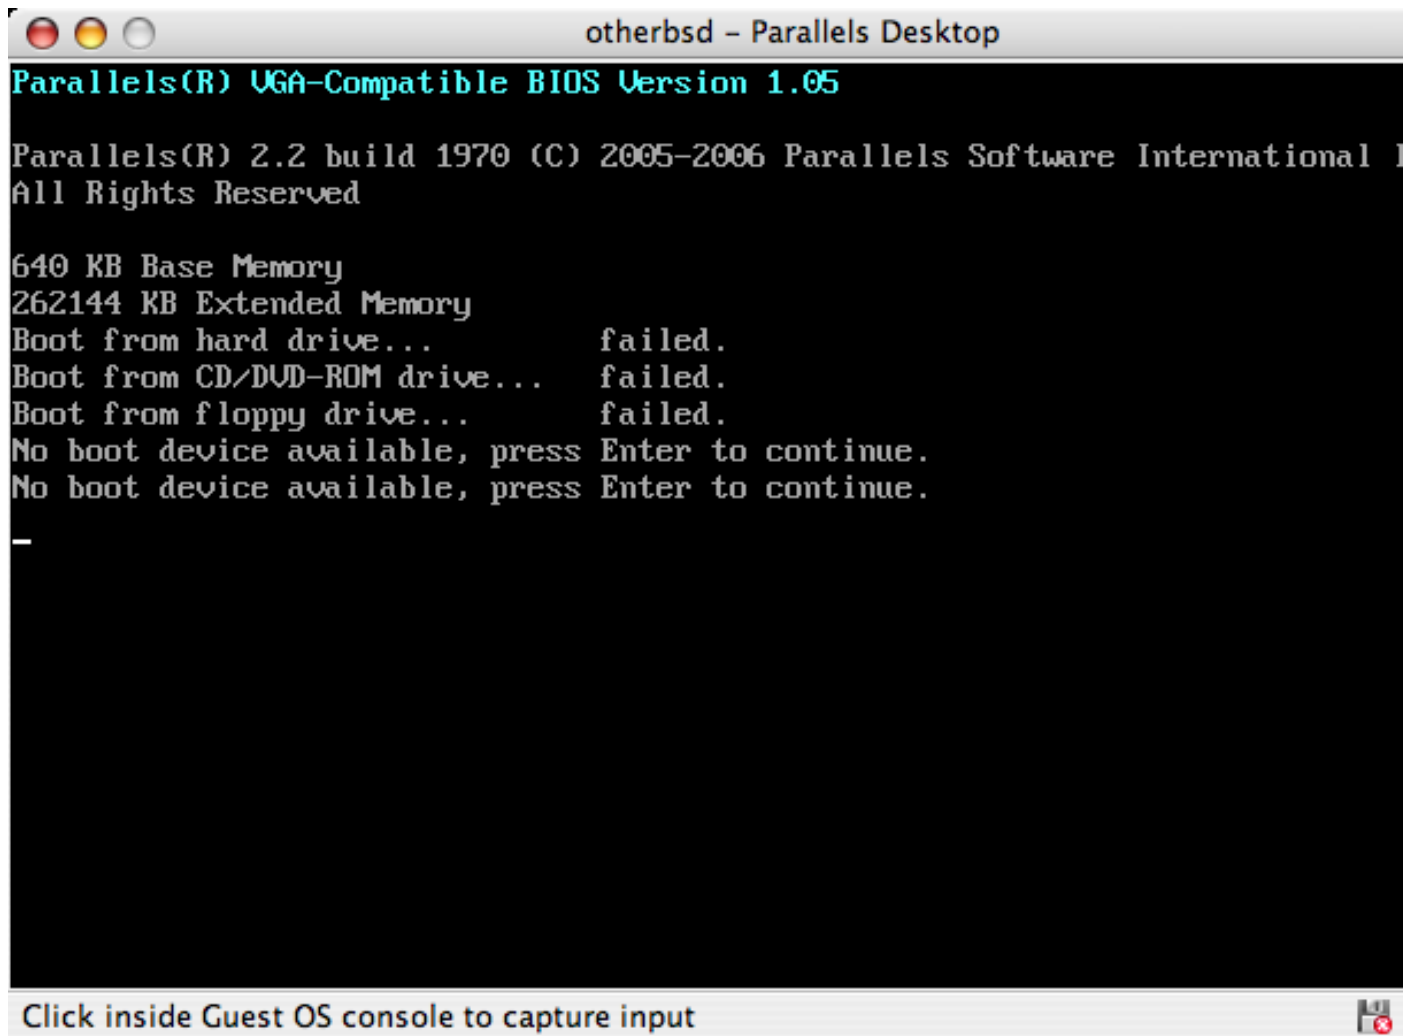 otherbsd – Parallels Desktop
Parallels(R) VGA-Compatible BIOS Version 1.05
Parallels(R) 2.2 build 1970 (C) 2005-2006 Parallels Software International
All Rights Reserved
640 KB Base Memory
262144 KB Extended Memory
Boot from hard drive... failed.
Boot from CD/DVD-ROM drive... failed.
Boot from floppy drive... failed.
No boot device available, press Enter to continue.
No boot device available, press Enter to continue.
Click inside Guest OS console to capture input